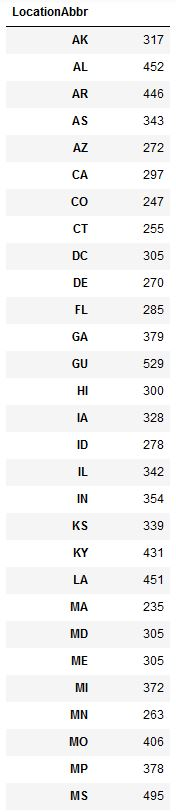 LocationAbbr
AK 317
AL 452
AR 446
AS 343
AZ 272
CA 297
CO 247
CT 255
DC 305
DE 270
FL 285
GA 379
GU 529
HI 300
IA 328
ID 278
IL 342
IN 354
KS 339
KY 431
LA 451
MA 235
MD 305
ME 305
MI 372
MN 263
MO 406
MP 378
MS 495